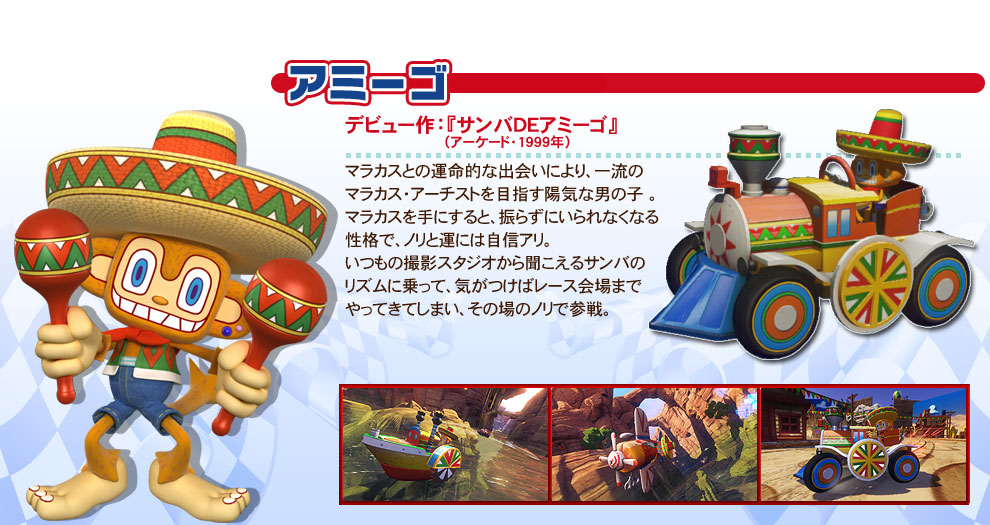 アミーゴ
デビュー作：『サンバDEアミーゴ』
（アーケード・1999年）
マラカスとの運命的な出会いにより、一流の
マラカス・アーチストを目指す陽気な男の子 。
マラカスを手にすると、振らずにいられなくなる
性格で、ノリと運には自信アリ。
いつもの撮影スタジオから聞こえるサンバの
リズムに乗って、気がつけばレース会場まで
やってきてしまい、その場のノリで参戦。